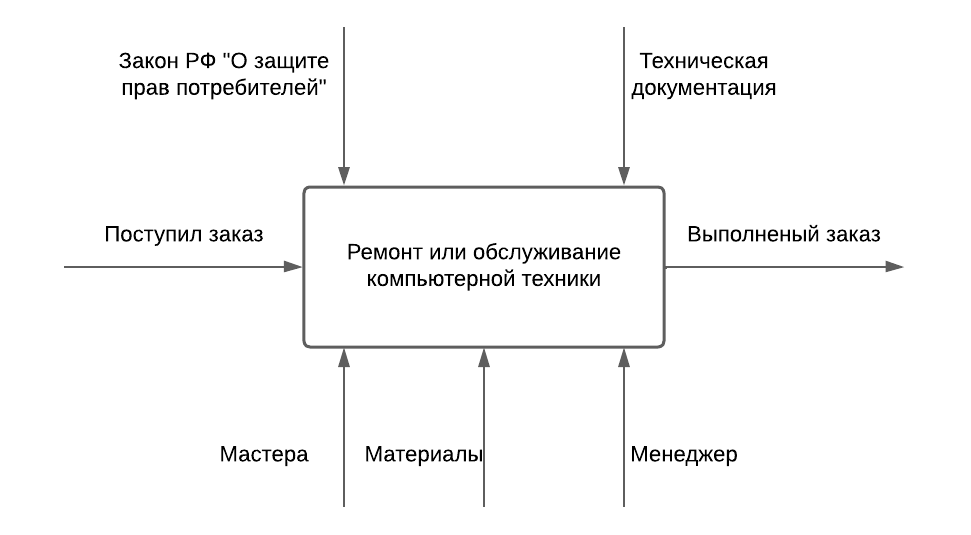 Закон РФ "О защите
прав потребителей"
Техническая
документация
Поступил заказ
Ремонт или обслуживание
компьютерной техники
Выполненый заказ
Мастера
Материалы
Менеджер